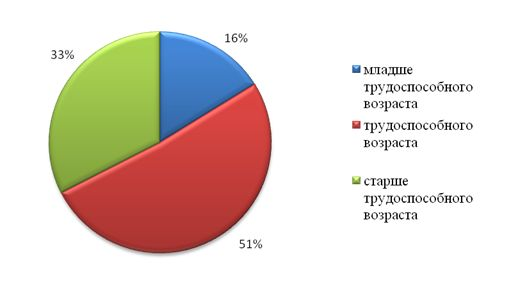 16%
33%
51%
младше
трудоспособного
возраста
трудоспособного
возраста
старше
трудоспособного
возраста